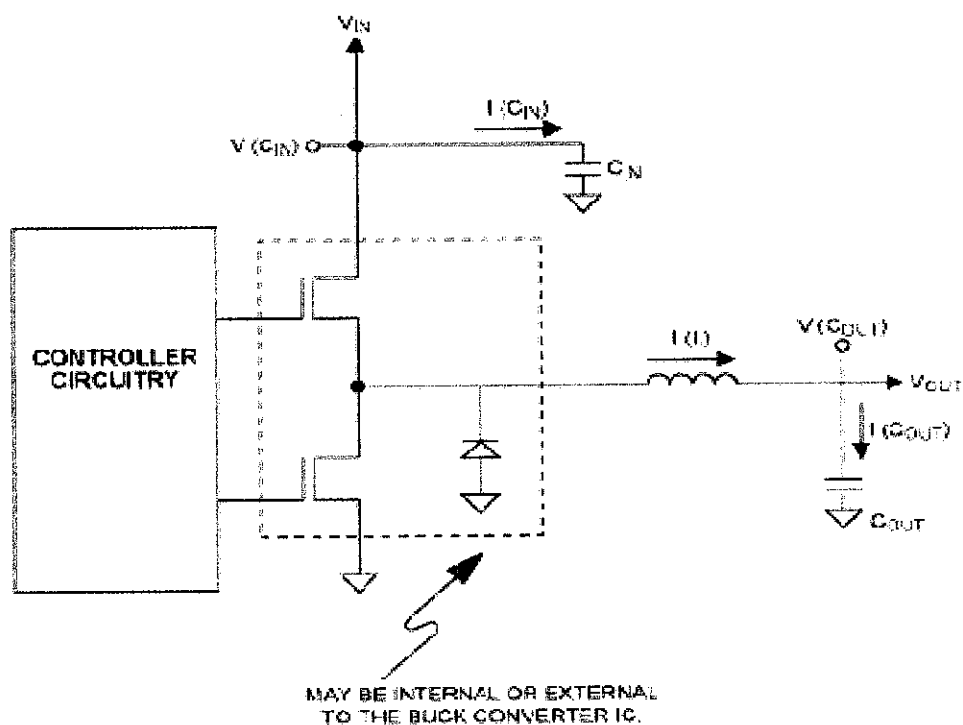 VIN
I (CIN)
V (CIN)
CIN
CONTROLLER
CIRCUITRY
I (L)
V (COUT)
VOUT
I (COUT)
COUT
MAY BE INTERNAL OR EXTERNAL
TO THE BUCK CONVERTER IC.